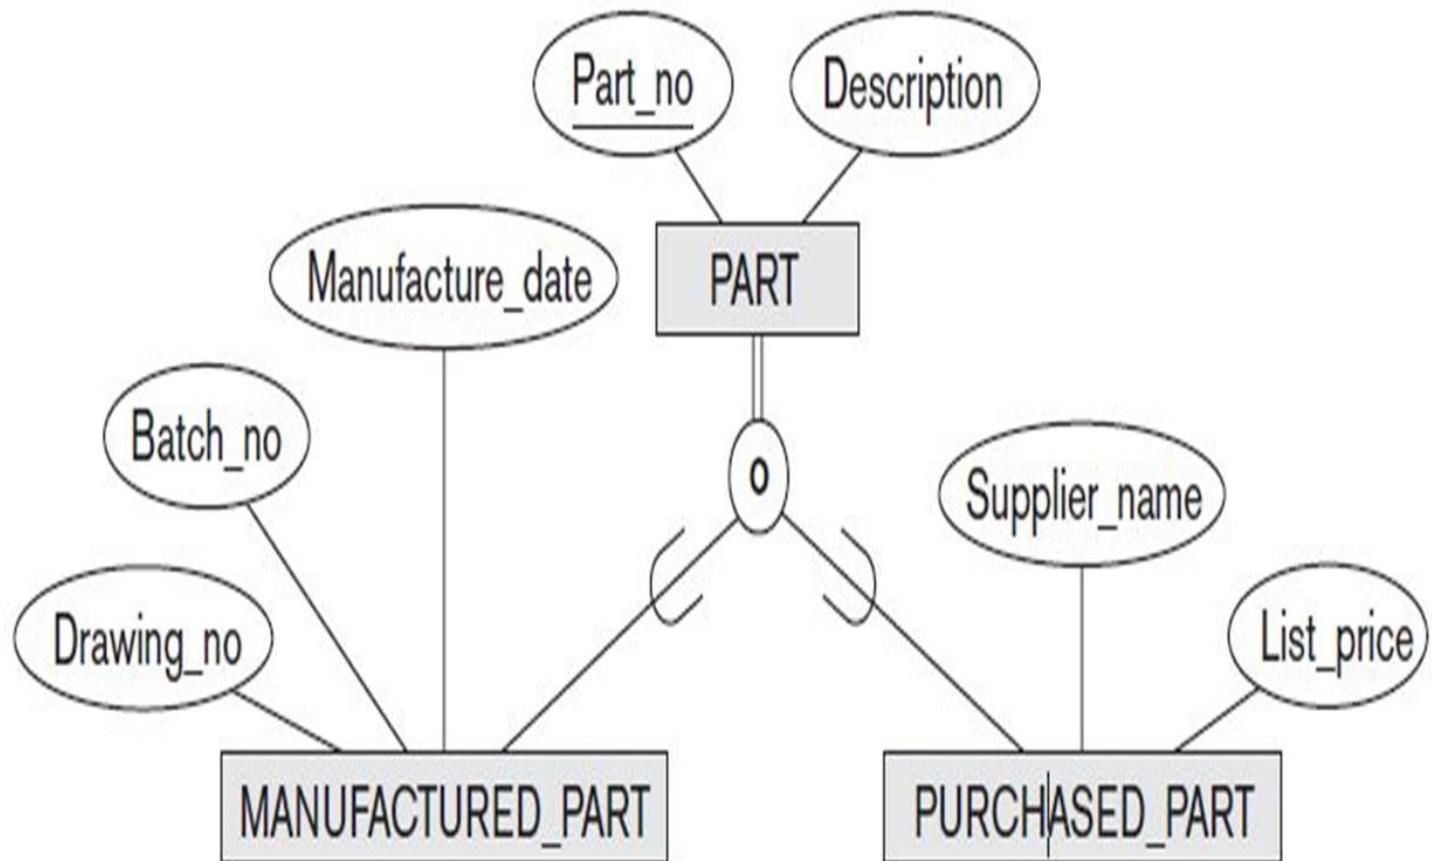 Part_no
Description
Manufacture_date
PART
Batch_no
o
Supplier_name
Drawing_no
List_price
MANUFACTURED_PART
PURCHASED_PART